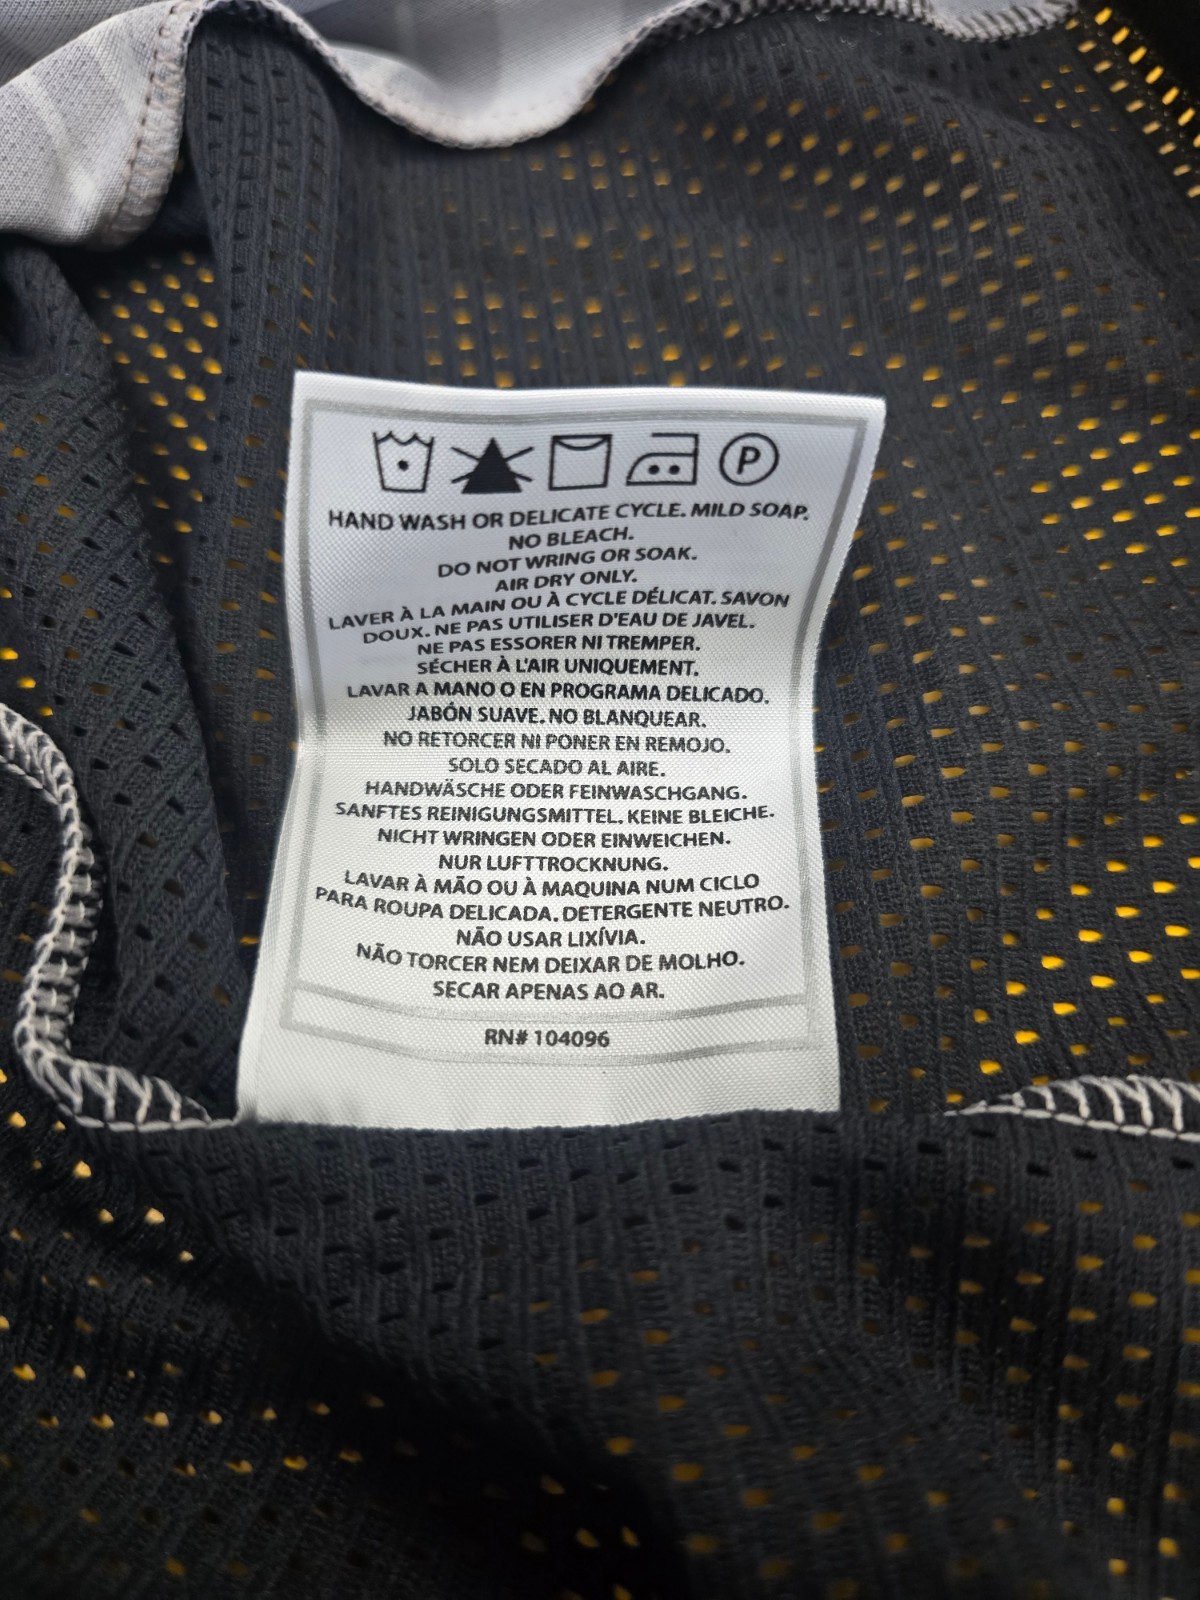 P
HAND WASH OR DELICATE CYCLE. MILD SOAP.
NO BLEACH.
DO NOT WRING OR SOAK.
AIR DRY ONLY.
LAVER À LA MAIN OU À CYCLE DÉLICAT. SAVON
DOUX. NE PAS UTILISER D'EAU DE JAVEL.
NE PAS ESSORER NI TREMPER.
SÉCHER À L'AIR UNIQUEMENT.
LAVAR A MANO O EN PROGRAMA DELICADO.
JABÓN SUAVE. NO BLANQUEAR.
NO RETORCER NI PONER EN REMOJO.
SOLO SECADO AL AIRE.
HANDWÄSCHE ODER FEINWASCHGANG.
SANFTES REINIGUNGSMITTEL. KEINE BLEICHE.
NICHT WRINGEN ODER EINWEICHEN.
NUR LUFTTROCKNUNG.
LAVAR À MÃO OU À MAQUINA NUM CICLO
PARA ROUPA DELICADA. DETERGENTE NEUTRO.
NÃO USAR LIXÍVIA.
NÃO TORCER NEM DEIXAR DE MOLHO.
SECAR APENAS AO AR.
RN# 104096